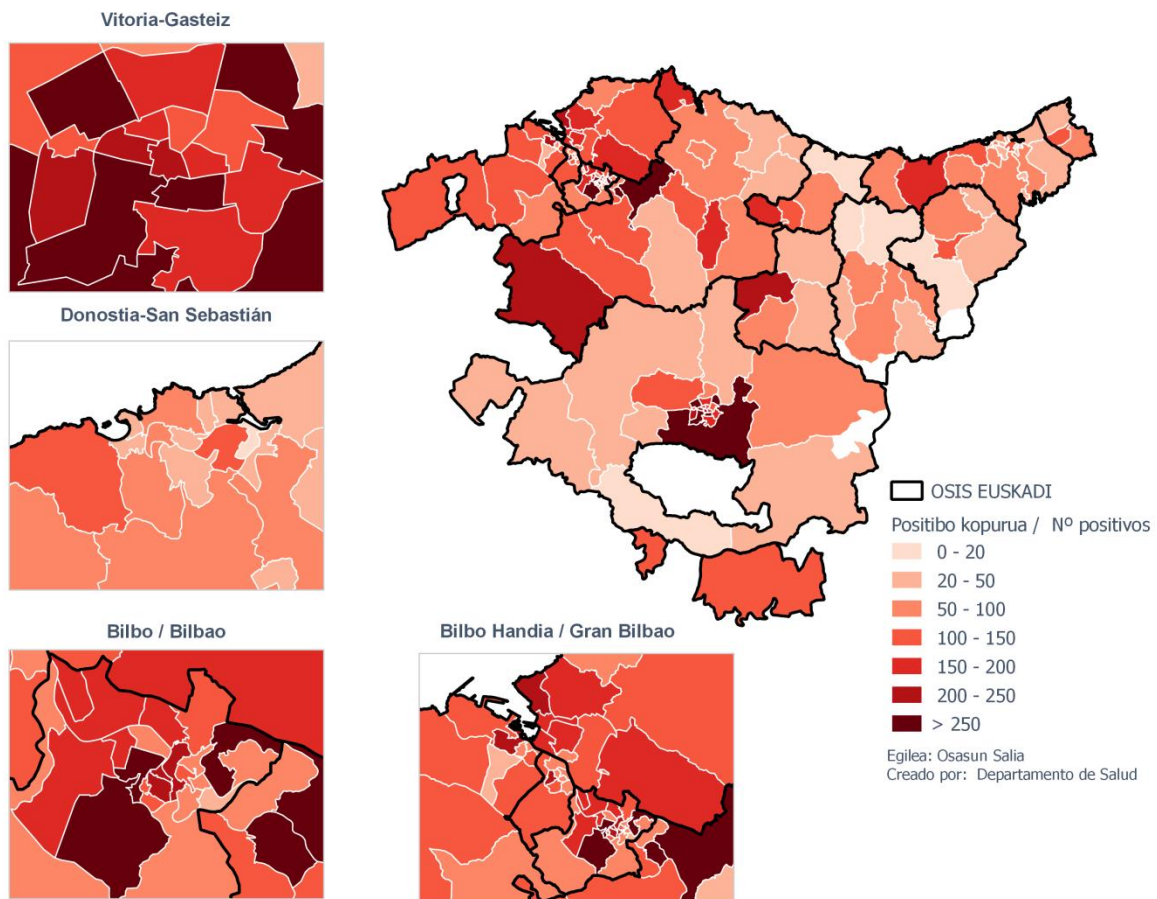 Vitoria-Gasteiz
Donostia-San Sebastián
Bilbo / Bilbao
Bilbo Handia / Gran Bilbao
OSIS EUSKADI
Positibo kopurua / Nº positivos
0 - 20
20 - 50
50 - 100
100 - 150
150 - 200
200 - 250
> 250
Egilea: Osasun Salia
Creado por: Departamento de Salud